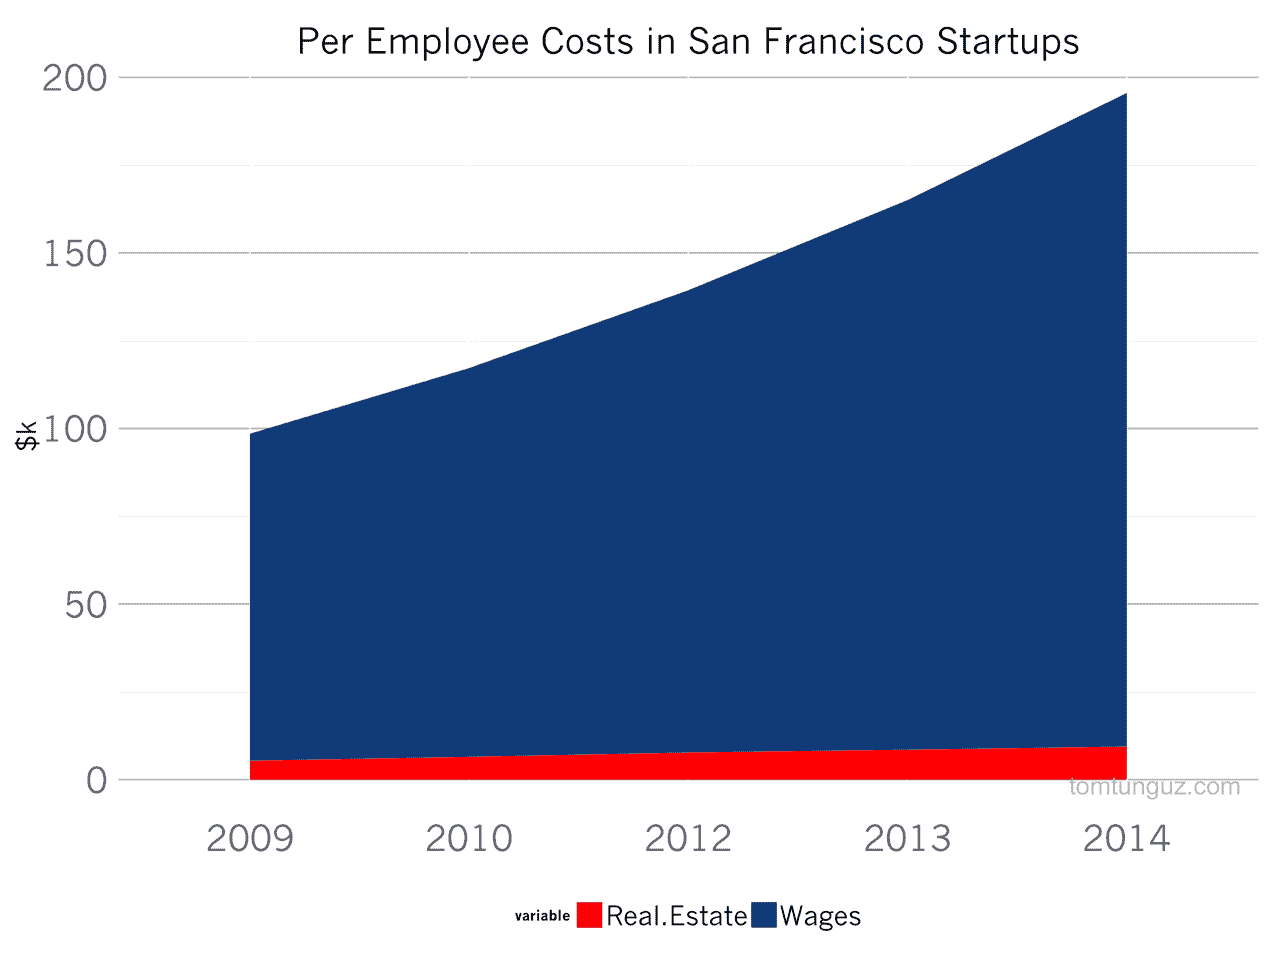 Per Employee Costs in San Francisco Startups
200
150
100
50
0
$k
2009 2010 2012 2013 2014
tomtunguz.com
variable Real.Estate Wages